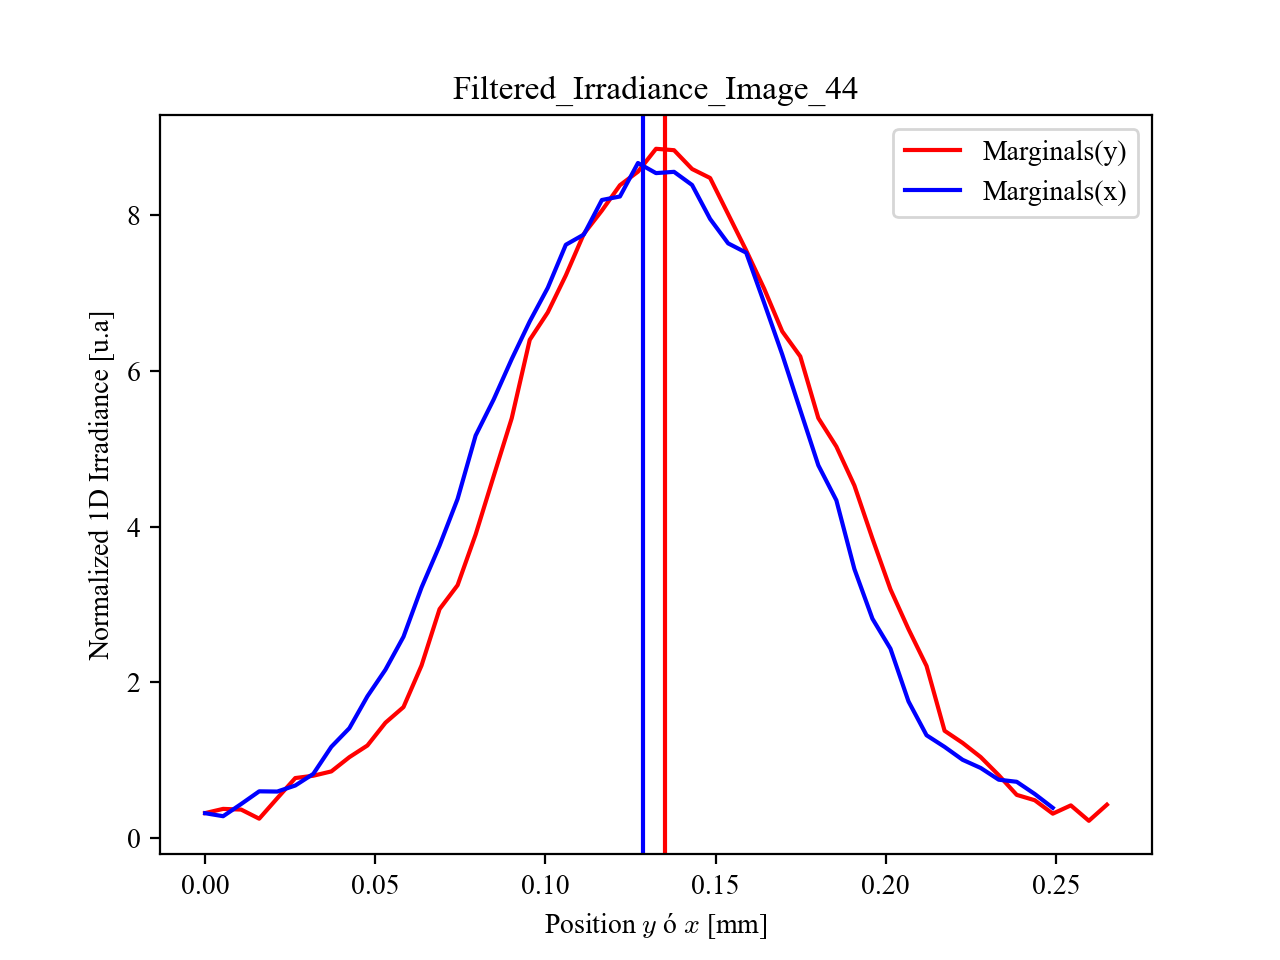 Filtered_Irradiance_Image_44
Marginals(y)
Marginals(x)
Normalized 1D Irradiance [u.a]
8
6
4
2
0
0.00 0.05 0.10 0.15 0.20 0.25
Position y ó x [mm]